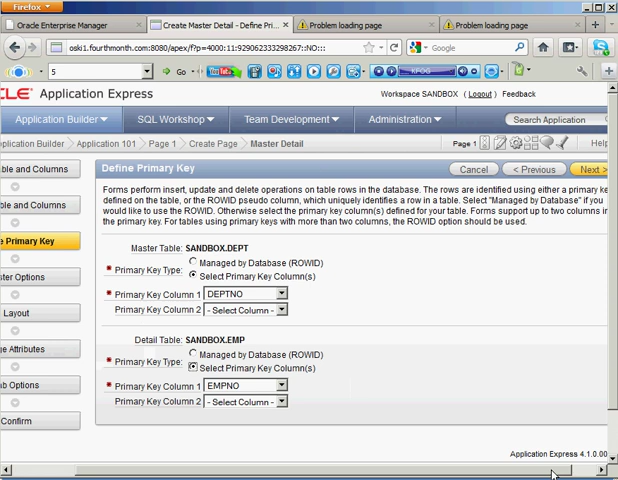 Firefox
Oracle Enterprise Manager
Create Master Detail - Define Pri...
Problem loading page
Problem loading page
oski1.fourthmonth.com:8080/apex/f?p=4000:11:929062333298267::NO:::
Google
5
Go
CLE Application Express
Workspace SANDBOX ( Logout ) Feedback
Application Builder
SQL Workshop
Team Development
Administration
Search Application
plication Builder
Application 101
Page 1
Create Page
Master Detail
Page 1
Help
ble and Columns
Define Primary Key
Cancel
< Previous
Next >
Forms perform insert, update and delete operations on table rows in the database. The rows are identified using either a primary ke
defined on the table, or the ROWID pseudo column, which uniquely identifies a row in a table. Select "Managed by Database" if you
would like to use the ROWID. Otherwise select the primary key column(s) defined for your table. Forms support up to two columns in
the primary key. For tables using primary keys with more than two columns, the ROWID option should be used.
ble and Columns
e Primary Key
ster Options
Layout
ge Attributes
ab Options
Confirm
Master Table: SANDBOX.DEPT
Primary Key Type:
Managed by Database (ROWID)
Select Primary Key Column(s)
Primary Key Column 1 DEPTNO
Primary Key Column 2 - Select Column -
Detail Table: SANDBOX.EMP
Primary Key Type:
Managed by Database (ROWID)
Select Primary Key Column(s)
Primary Key Column 1 EMPNO
Primary Key Column 2 - Select Column -
Application Express 4.1.0.00